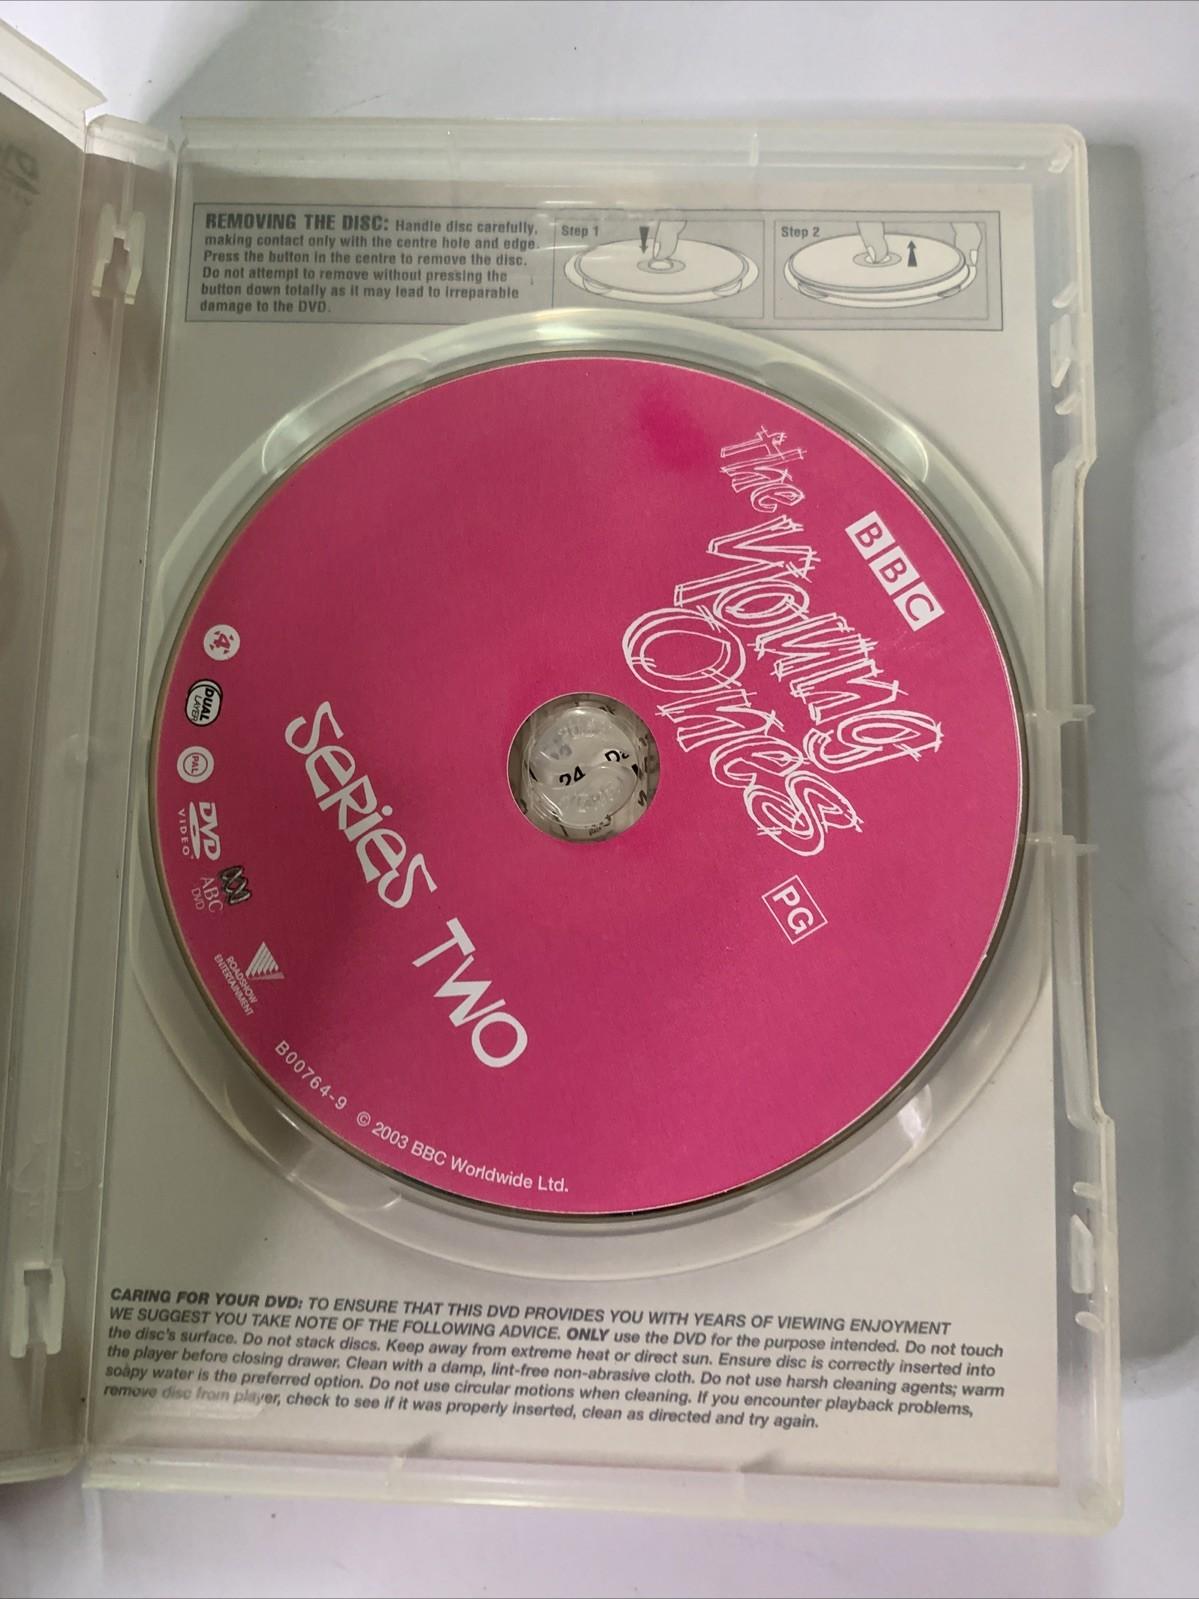 REMOVING THE DISC: Handle disc carefully,
making contact only with the centre hole and edge.
Press the button in the centre to remove the disc.
Do not attempt to remove without pressing the
button down totally as it may lead to irreparable
damage to the DVD.
Step 1
Step 2
BBC
the Young
Ones
PG
SERIES TWO
4
DUAL
LAYER
PAL
DVD
VIDEO
ABC
DVD
ROADSHOW
ENTERTAINMENT
B00764-9 © 2003 BBC Worldwide Ltd.
24
CARING FOR YOUR DVD: TO ENSURE THAT THIS DVD PROVIDES YOU WITH YEARS OF VIEWING ENJOYMENT
WE SUGGEST YOU TAKE NOTE OF THE FOLLOWING ADVICE. ONLY use the DVD for the purpose intended. Do not touch
the disc's surface. Do not stack discs. Keep away from extreme heat or direct sun. Ensure disc is correctly inserted into
the player before closing drawer. Clean with a damp, lint-free non-abrasive cloth. Do not use harsh cleaning agents; warm
soapy water is the preferred option. Do not use circular motions when cleaning. If you encounter playback problems,
remove disc from player, check to see if it was properly inserted, clean as directed and try again.